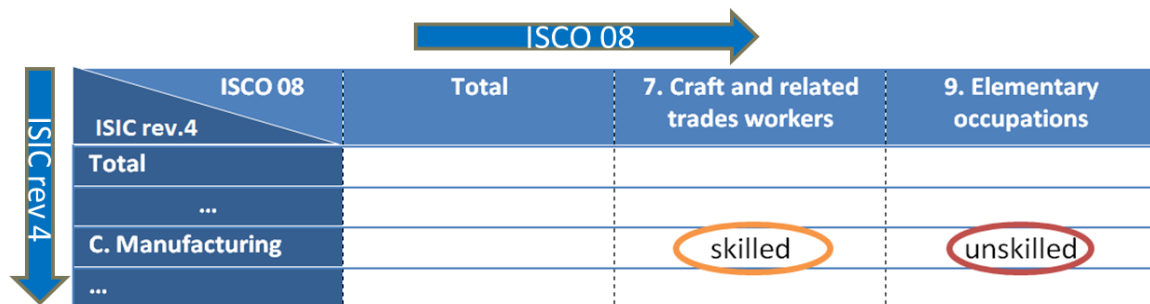 ISCO 08
ISIC rev 4
ISCO 08
ISIC rev.4
Total
7. Craft and related
trades workers
9. Elementary
occupations
Total
...
C. Manufacturing
skilled
unskilled
...